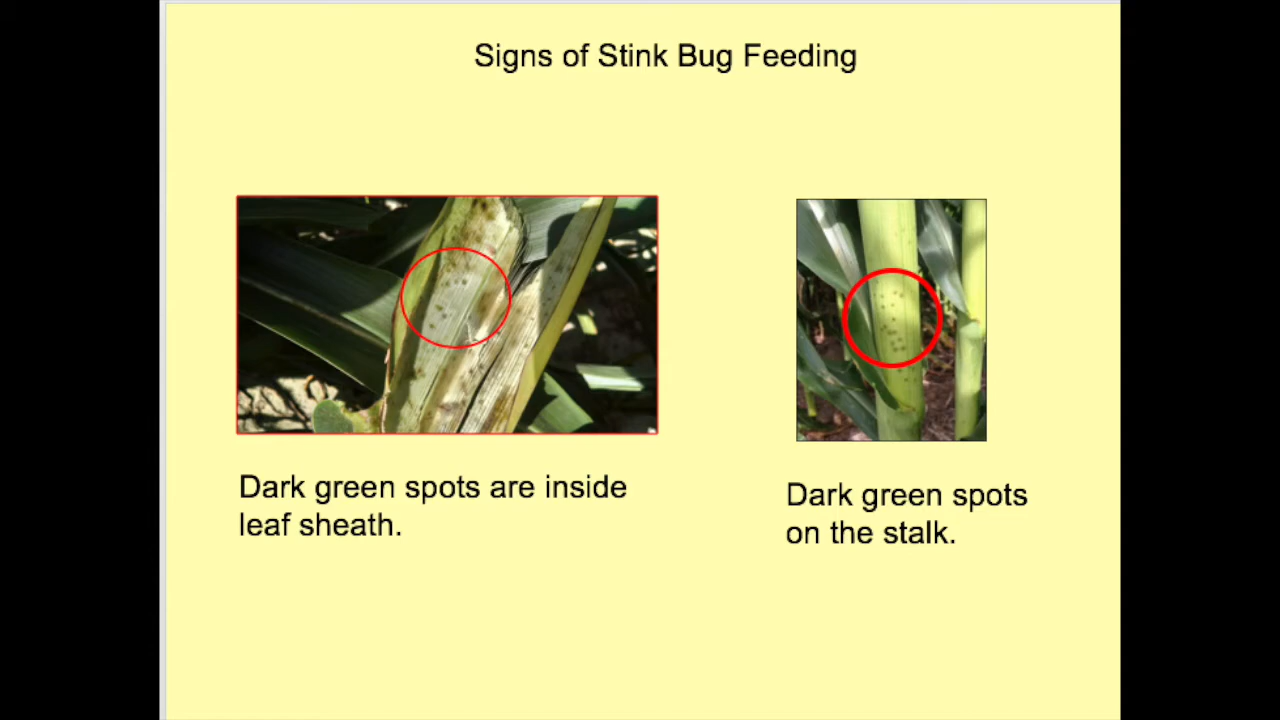 Signs of Stink Bug Feeding
Dark green spots are inside
leaf sheath.
Dark green spots
on the stalk.